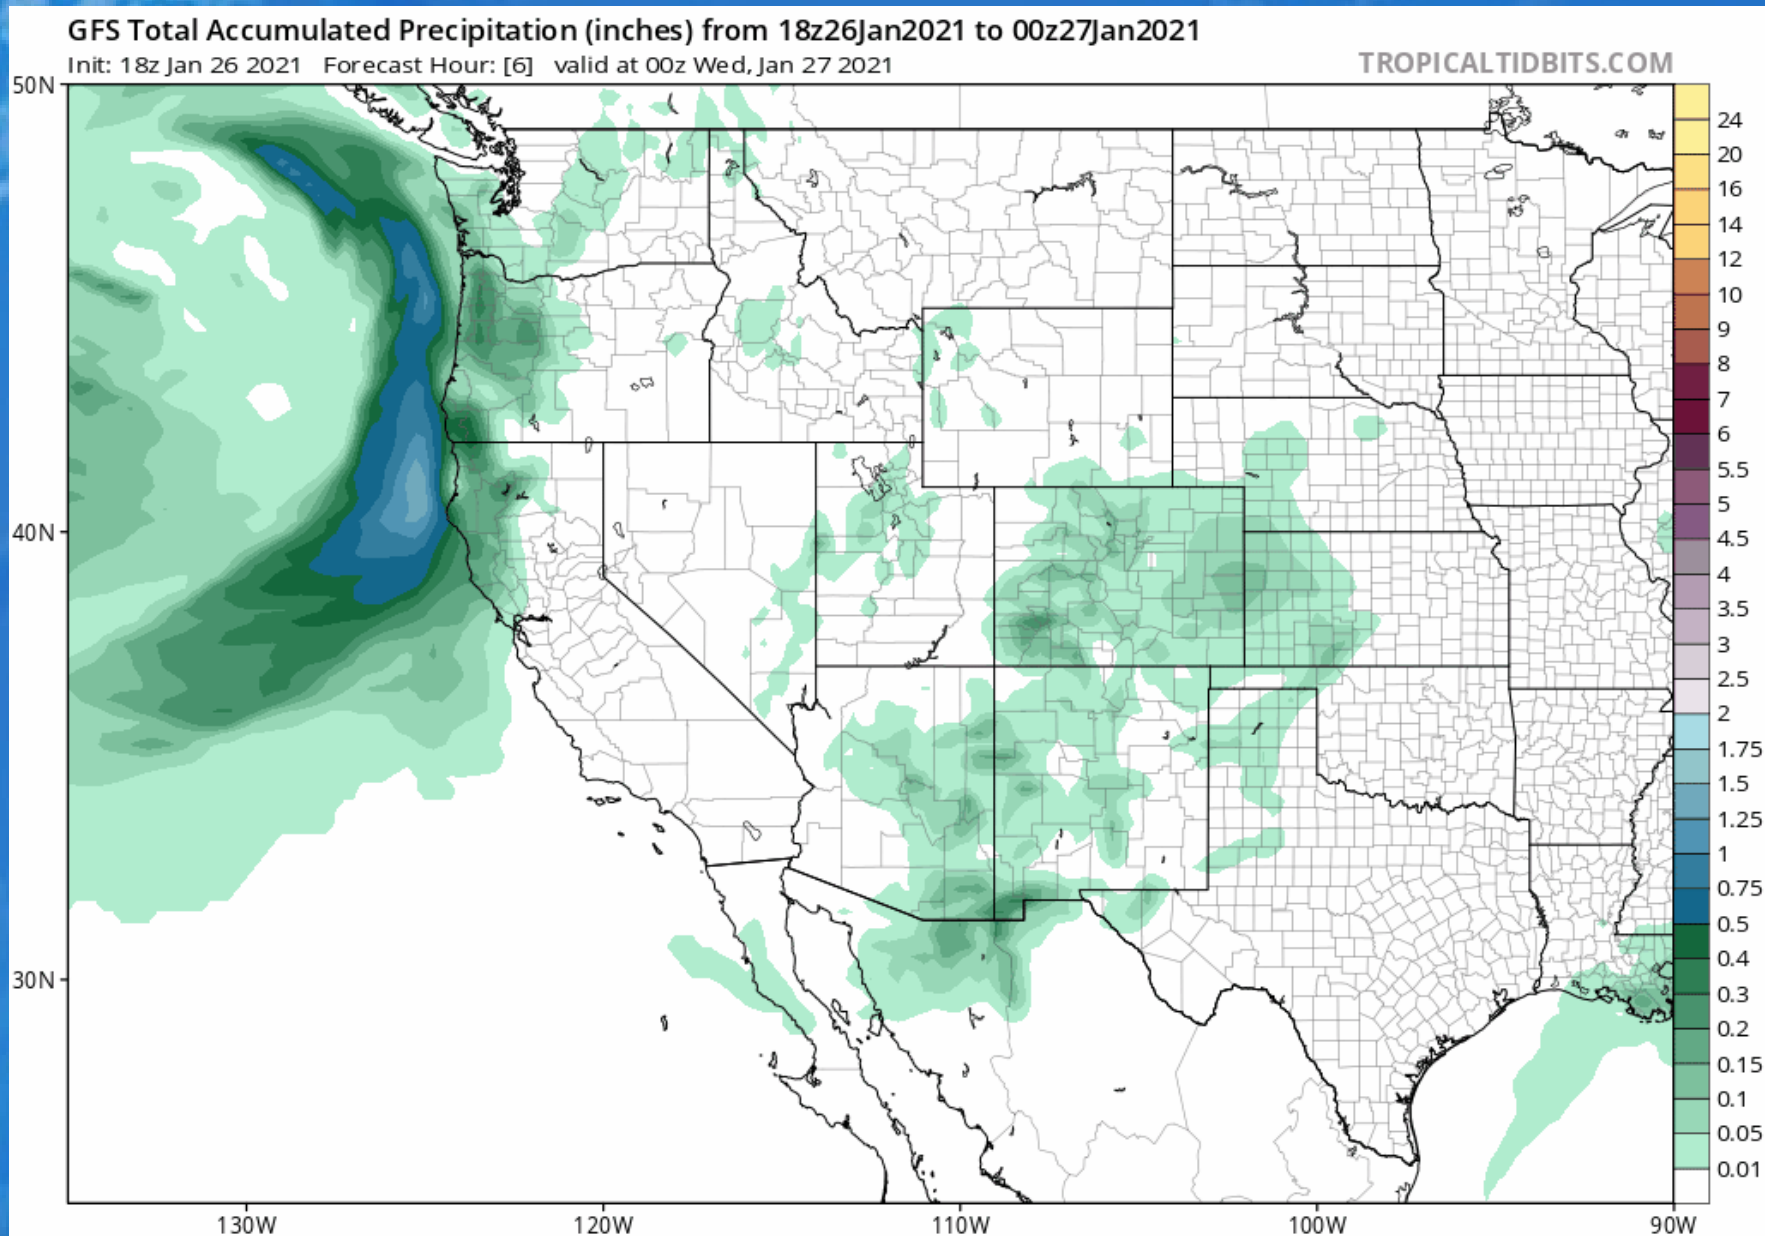 GFS Total Accumulated Precipitation (inches) from 18z26Jan2021 to 00z27Jan2021
Init: 18z Jan 26 2021 Forecast Hour: [6] valid at 00z Wed, Jan 27 2021
TROPICALTIDBITS.COM
50N
40N
30N
130W
120W
110W
100W
90W
24
20
16
14
12
10
9
8
7
6
5.5
5
4.5
4
3.5
3
2.5
2
1.75
1.5
1.25
1
0.75
0.5
0.4
0.3
0.2
0.15
0.1
0.05
0.01